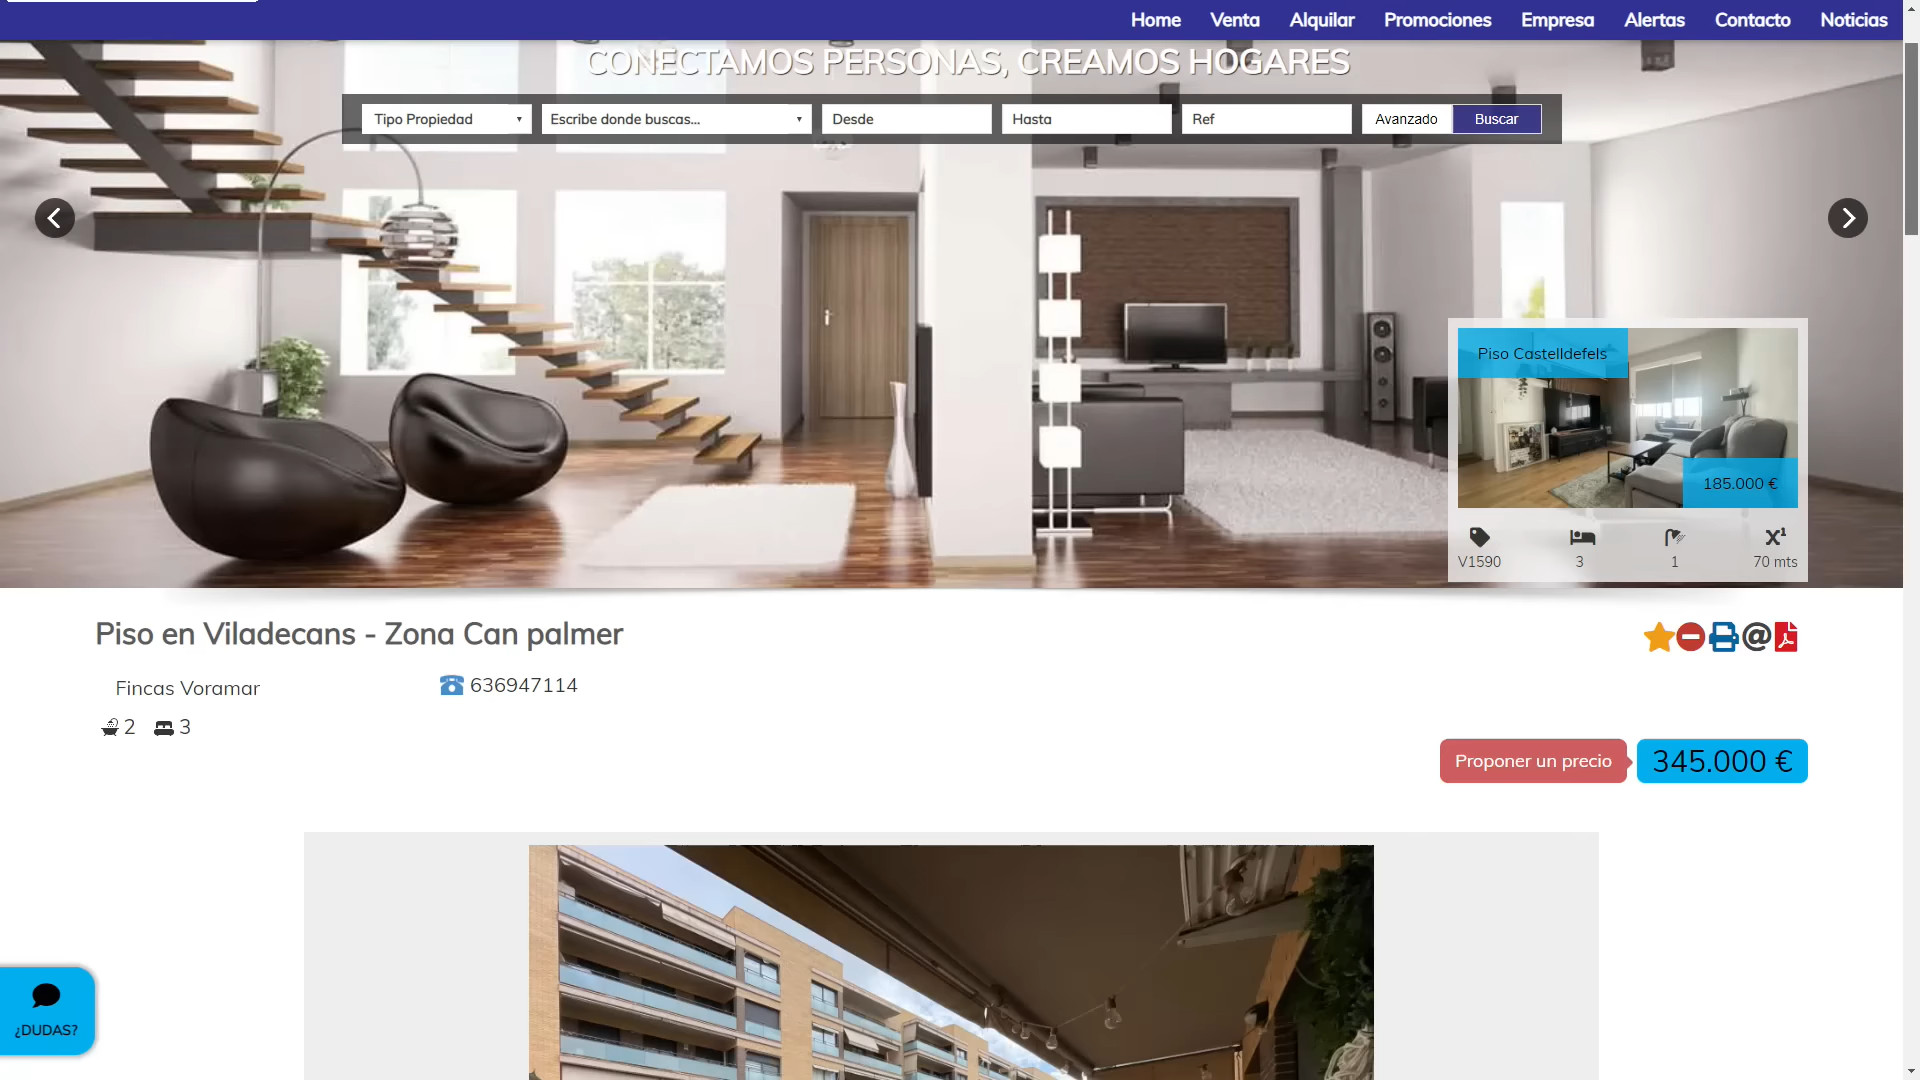 Home Venta Alquilar Promociones Empresa Alertas Contacto Noticias
CONECTAMOS PERSONAS, CREAMOS HOGARES
Tipo Propiedad Escribe donde buscas... Desde Hasta Ref Avanzado Buscar
Piso Castelldefels
185.000 €
V1590 3 1 70 mts
Piso en Viladecans - Zona Can palmer
Fincas Voramar 636947114
2 3
Proponer un precio 345.000 €
¿DUDAS?